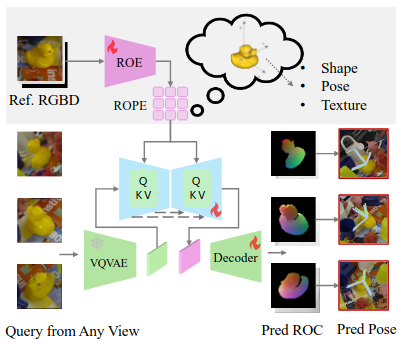 Ref. RGBD
ROE
ROPE
• Shape
• Pose
• Texture
Q
K V
Q
K V
VQVAE
Decoder
Query from Any View
Pred ROC
Pred Pose